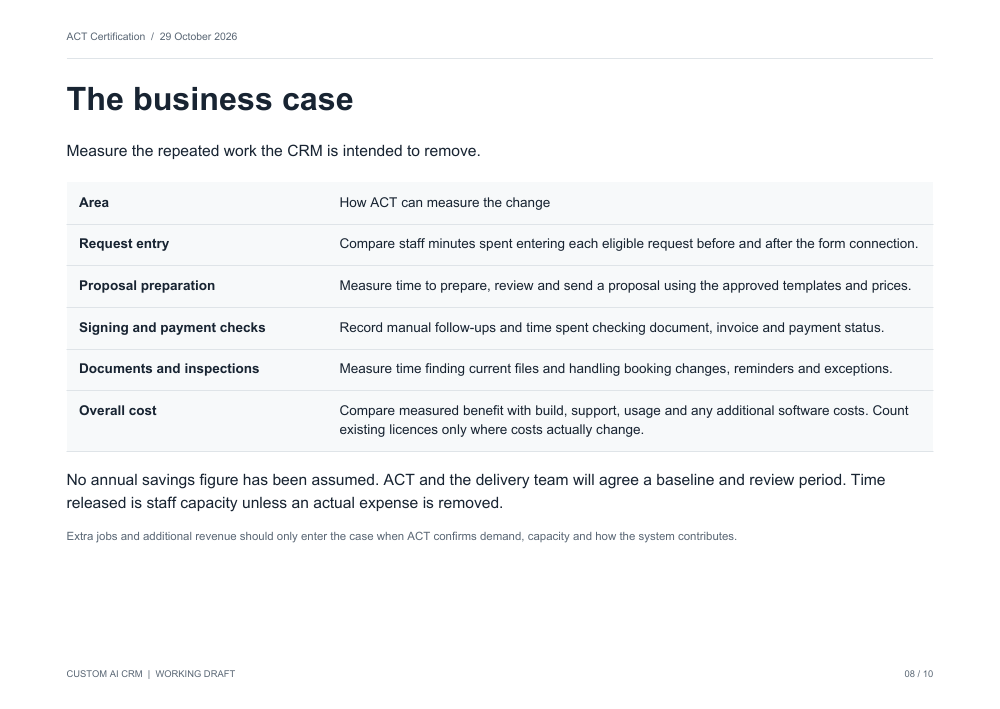 ACT Certification / 29 October 2026
The business case
Measure the repeated work the CRM is intended to remove.
Area How ACT can measure the change
Request entry Compare staff minutes spent entering each eligible request before and after the form connection.
Proposal preparation Measure time to prepare, review and send a proposal using the approved templates and prices.
Signing and payment checks Record manual follow-ups and time spent checking document, invoice and payment status.
Documents and inspections Measure time finding current files and handling booking changes, reminders and exceptions.
Overall cost Compare measured benefit with build, support, usage and any additional software costs. Count
existing licences only where costs actually change.
No annual savings figure has been assumed. ACT and the delivery team will agree a baseline and review period. Time
released is staff capacity unless an actual expense is removed.
Extra jobs and additional revenue should only enter the case when ACT confirms demand, capacity and how the system contributes.
CUSTOM AI CRM | WORKING DRAFT 08 / 10